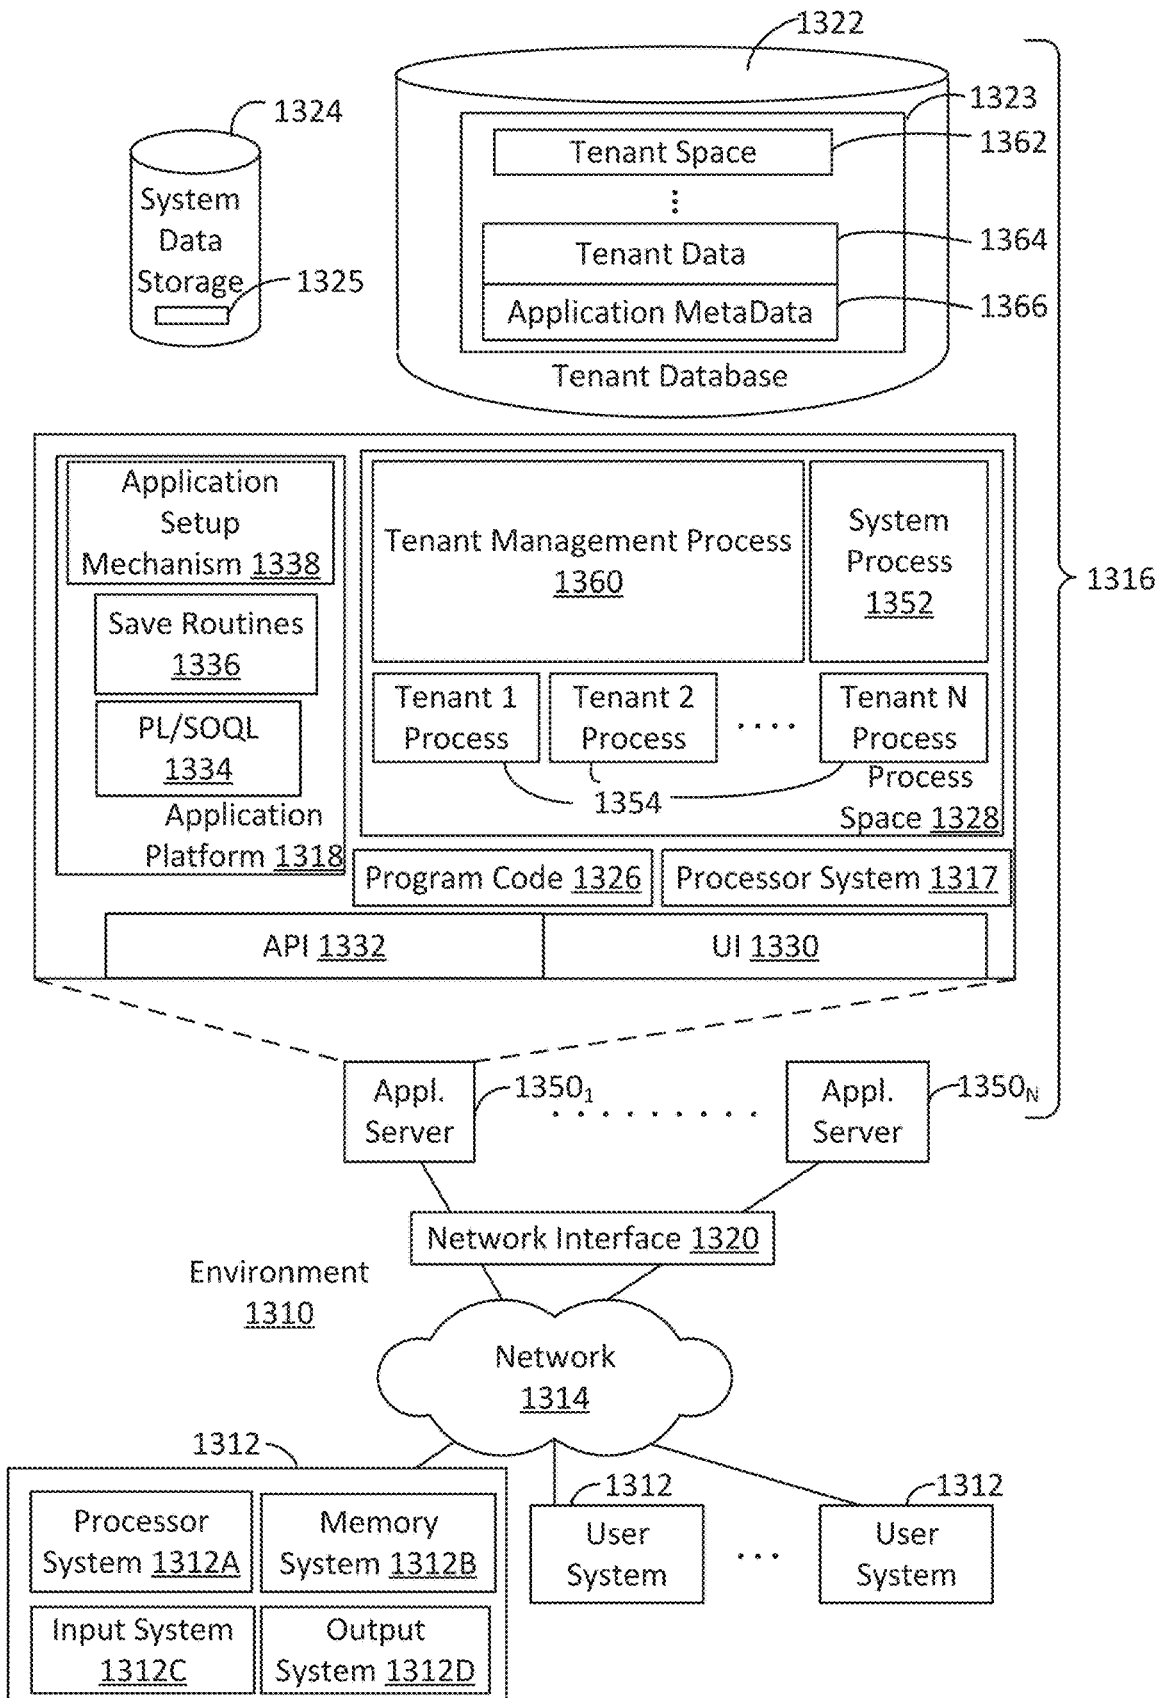 1322
1324
1323
Tenant Space
1362
System
Data
Storage
1325
Tenant Data
1364
Application MetaData
1366
Tenant Database
Application
Setup
Mechanism 1338
Save Routines
1336
PL/SOQL
1334
Application
Platform 1318
Tenant Management Process
1360
System
Process
1352
1316
Tenant 1
Process
Tenant 2
Process
. . . .
Tenant N
Process
1354
Process
Space 1328
Program Code 1326
Processor System 1317
API 1332
UI 1330
Appl.
Server
1350₁
. . . . . . . . .
Appl.
Server
1350N
Network Interface 1320
Environment
1310
Network
1314
1312
Processor
System 1312A
Memory
System 1312B
Input System
1312C
Output
System 1312D
1312
User
System
. . .
1312
User
System